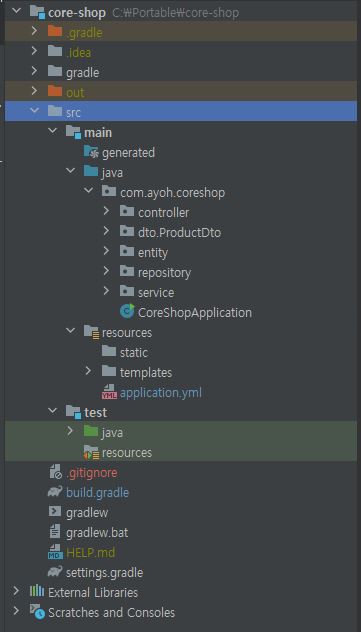 core-shop C:₩Portable₩core-shop
.gradle
.idea
gradle
out
src
main
generated
java
com.ayoh.coreshop
controller
dto.ProductDto
entity
repository
service
CoreShopApplication
resources
static
templates
application.yml
test
java
resources
.gitignore
build.gradle
gradlew
gradlew.bat
HELP.md
settings.gradle
External Libraries
Scratches and Consoles